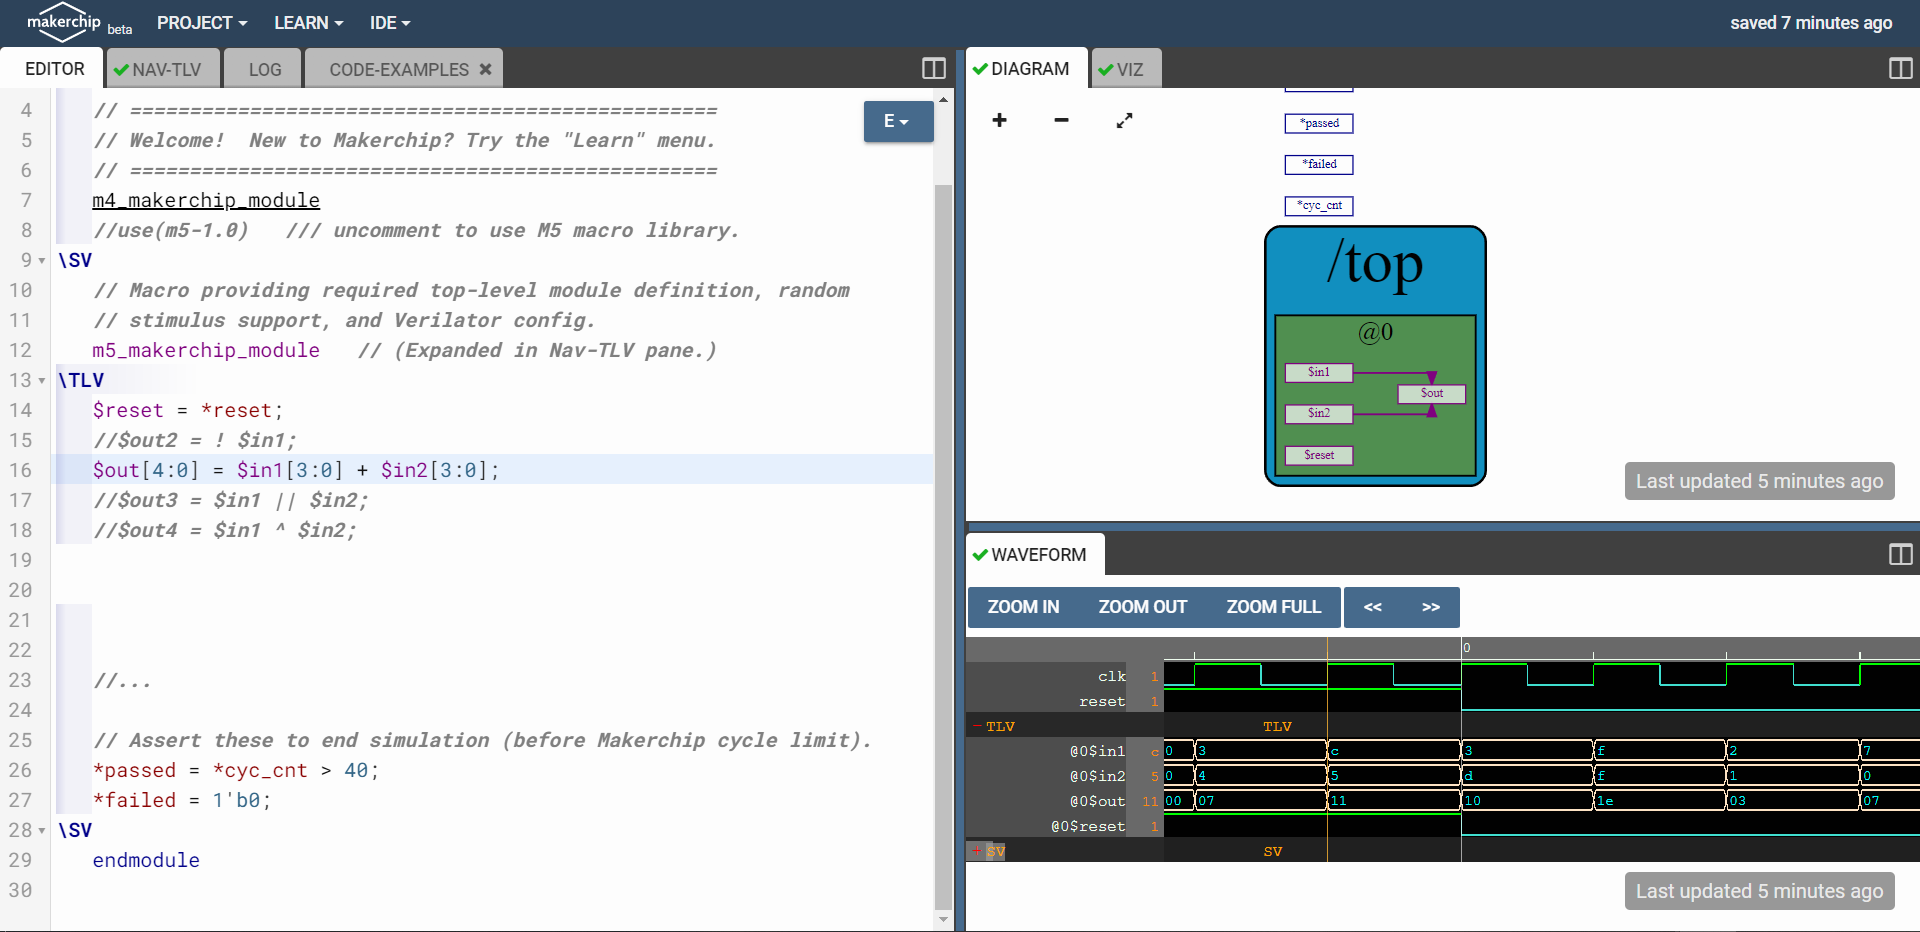 makerchip beta PROJECT LEARN IDE saved 7 minutes ago
EDITOR NAV-TLV LOG CODE-EXAMPLES
E
4 // =================================================
5 // Welcome!  New to Makerchip? Try the "Learn" menu.
6 // =================================================
7 m4_makerchip_module
8 //use(m5-1.0)   /// uncomment to use M5 macro library.
9 \SV
10 // Macro providing required top-level module definition, random
11 // stimulus support, and Verilator config.
12 m5_makerchip_module   // (Expanded in Nav-TLV pane.)
13 \TLV
14 $reset = *reset;
15 //$out2 = ! $in1;
16 $out[4:0] = $in1[3:0] + $in2[3:0];
17 //$out3 = $in1 || $in2;
18 //$out4 = $in1 ^ $in2;
19
20
21
22
23 //...
24
25 // Assert these to end simulation (before Makerchip cycle limit).
26 *passed = *cyc_cnt > 40;
27 *failed = 1'b0;
28 \SV
29 endmodule
30
DIAGRAM VIZ
*passed
*failed
*cyc_cnt
/top
@0
$in1
$out
$in2
$reset
Last updated 5 minutes ago
WAVEFORM
ZOOM IN ZOOM OUT ZOOM FULL << >>
0
clk 1
reset 1
- TLV TLV
@0$in1 c 0 3 c 3 f 2 7
@0$in2 5 0 4 5 d f 1 0
@0$out 11 00 07 11 10 1e 03 07
@0$reset 1
+ SV SV
Last updated 5 minutes ago